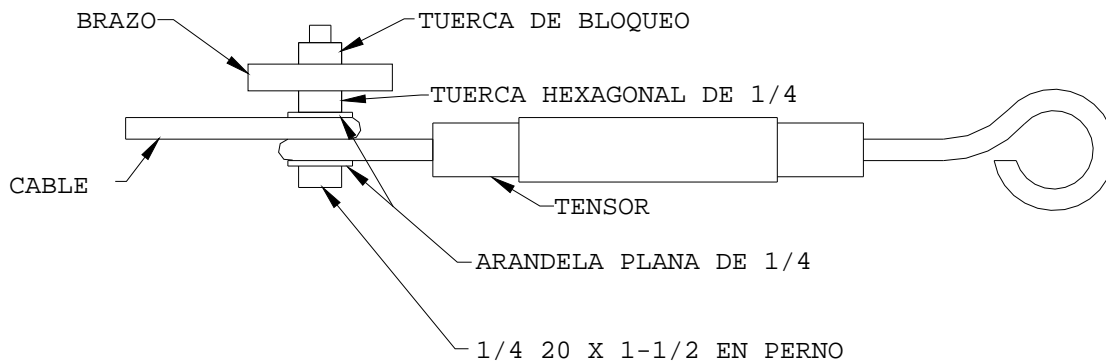 BRAZO
TUERCA DE BLOQUEO
TUERCA HEXAGONAL DE 1/4
CABLE
TENSOR
ARANDELA PLANA DE 1/4
1/4 20 X 1-1/2 EN PERNO